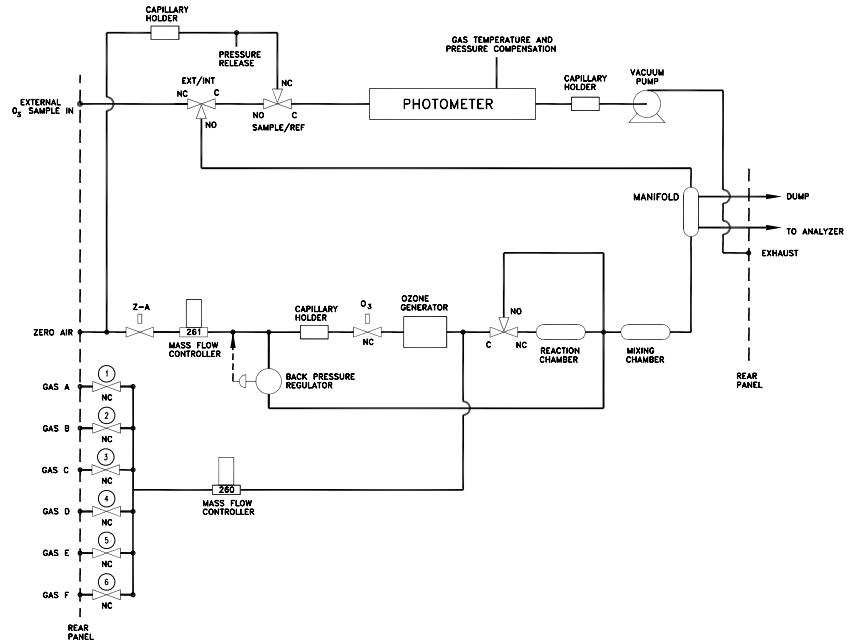 CAPILLARY
HOLDER
PRESSURE
RELEASE
GAS TEMPERATURE AND
PRESSURE COMPENSATION
EXT/INT
NC
C
NO
NC
NO
C
SAMPLE/REF
EXTERNAL
O3 SAMPLE IN
PHOTOMETER
CAPILLARY
HOLDER
VACUUM
PUMP
MANIFOLD
DUMP
TO ANALYZER
EXHAUST
REAR
PANEL
ZERO AIR
Z-A
261
MASS FLOW
CONTROLLER
CAPILLARY
HOLDER
O3
NC
OZONE
GENERATOR
NO
C
NC
REACTION
CHAMBER
MIXING
CHAMBER
BACK PRESSURE
REGULATOR
GAS A
1
NC
GAS B
2
NC
GAS C
3
NC
GAS D
4
NC
GAS E
5
NC
GAS F
6
NC
260
MASS FLOW
CONTROLLER
REAR
PANEL